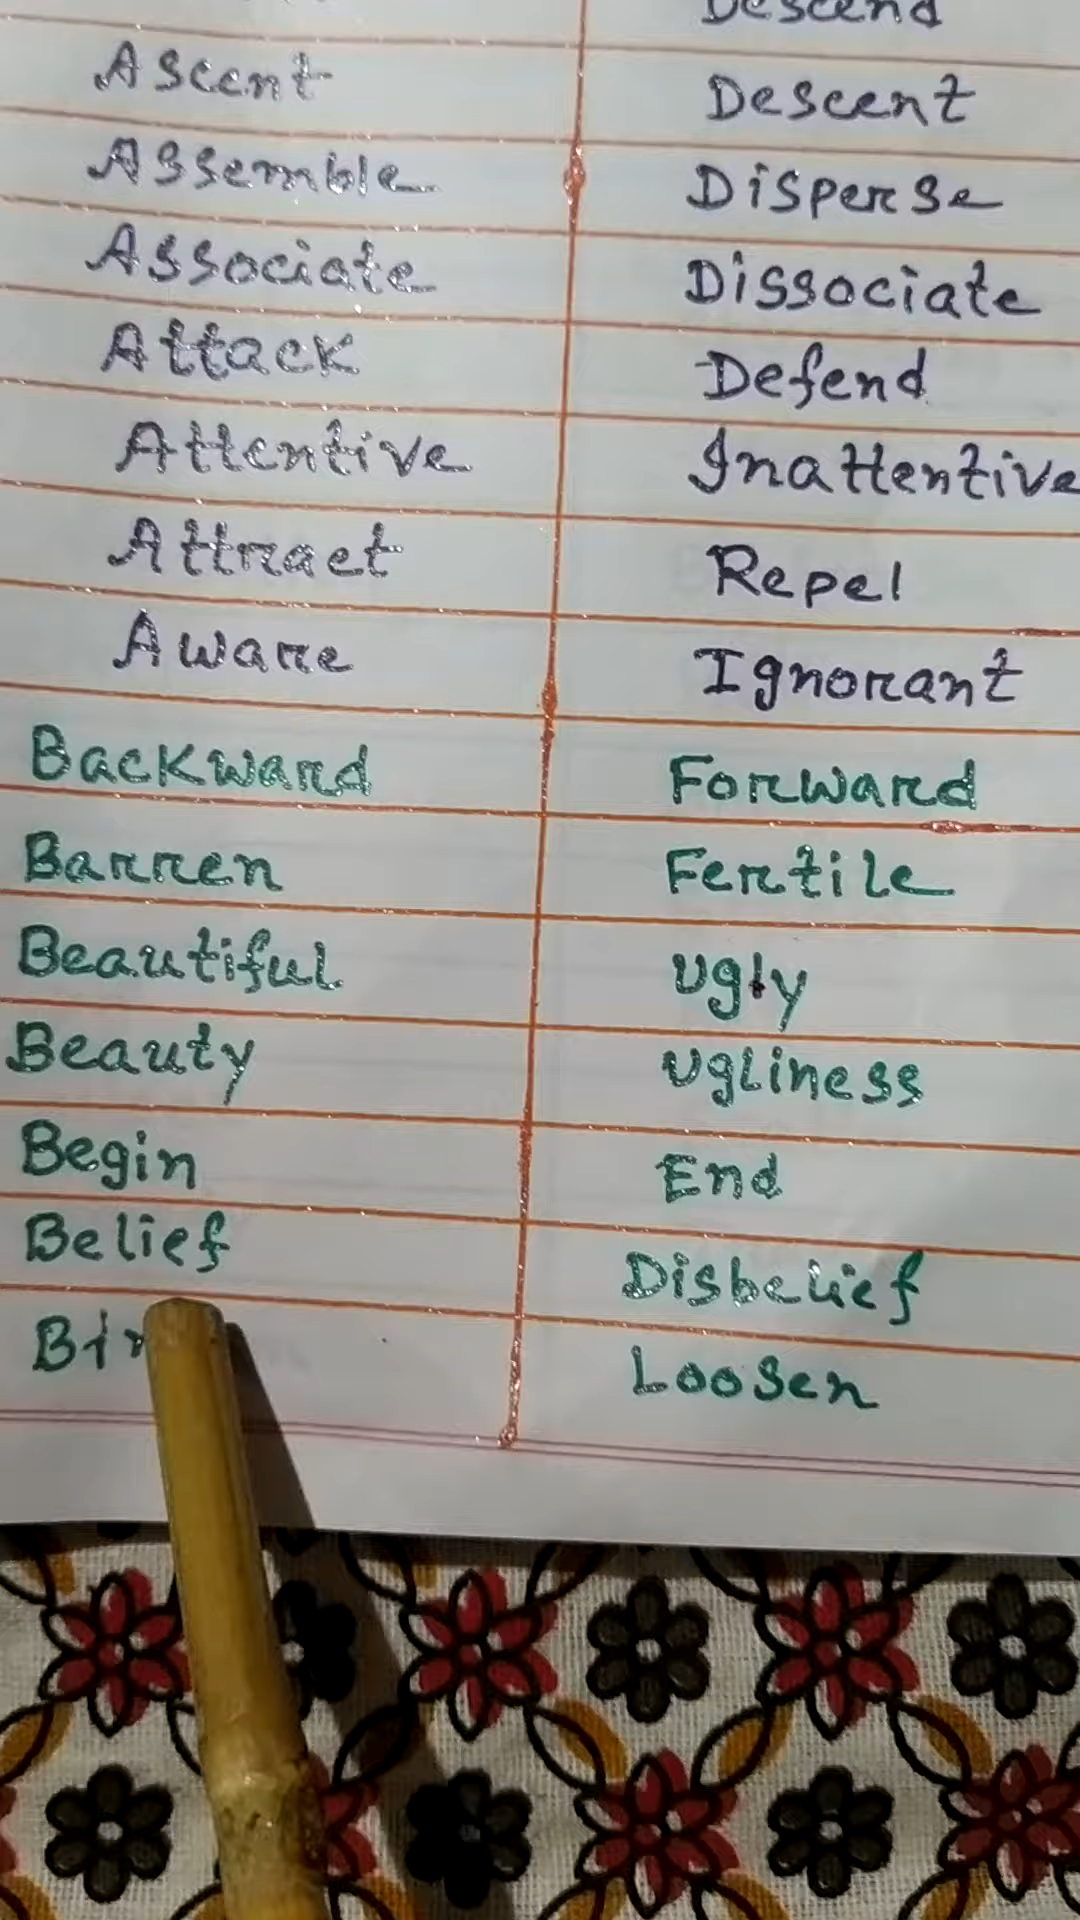 Descend
Ascent Descent
Assemble Disperse
Associate Dissociate
Attack Defend
Attentive Inattentive
Attract Repel
Aware Ignorant
Backward Forward
Barren Fertile
Beautiful Ugly
Beauty Ugliness
Begin End
Belief Disbelief
Loosen